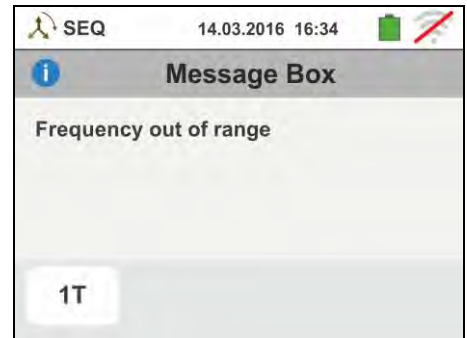 SEQ 14.03.2016 16:34
Message Box
Frequency out of range
1T